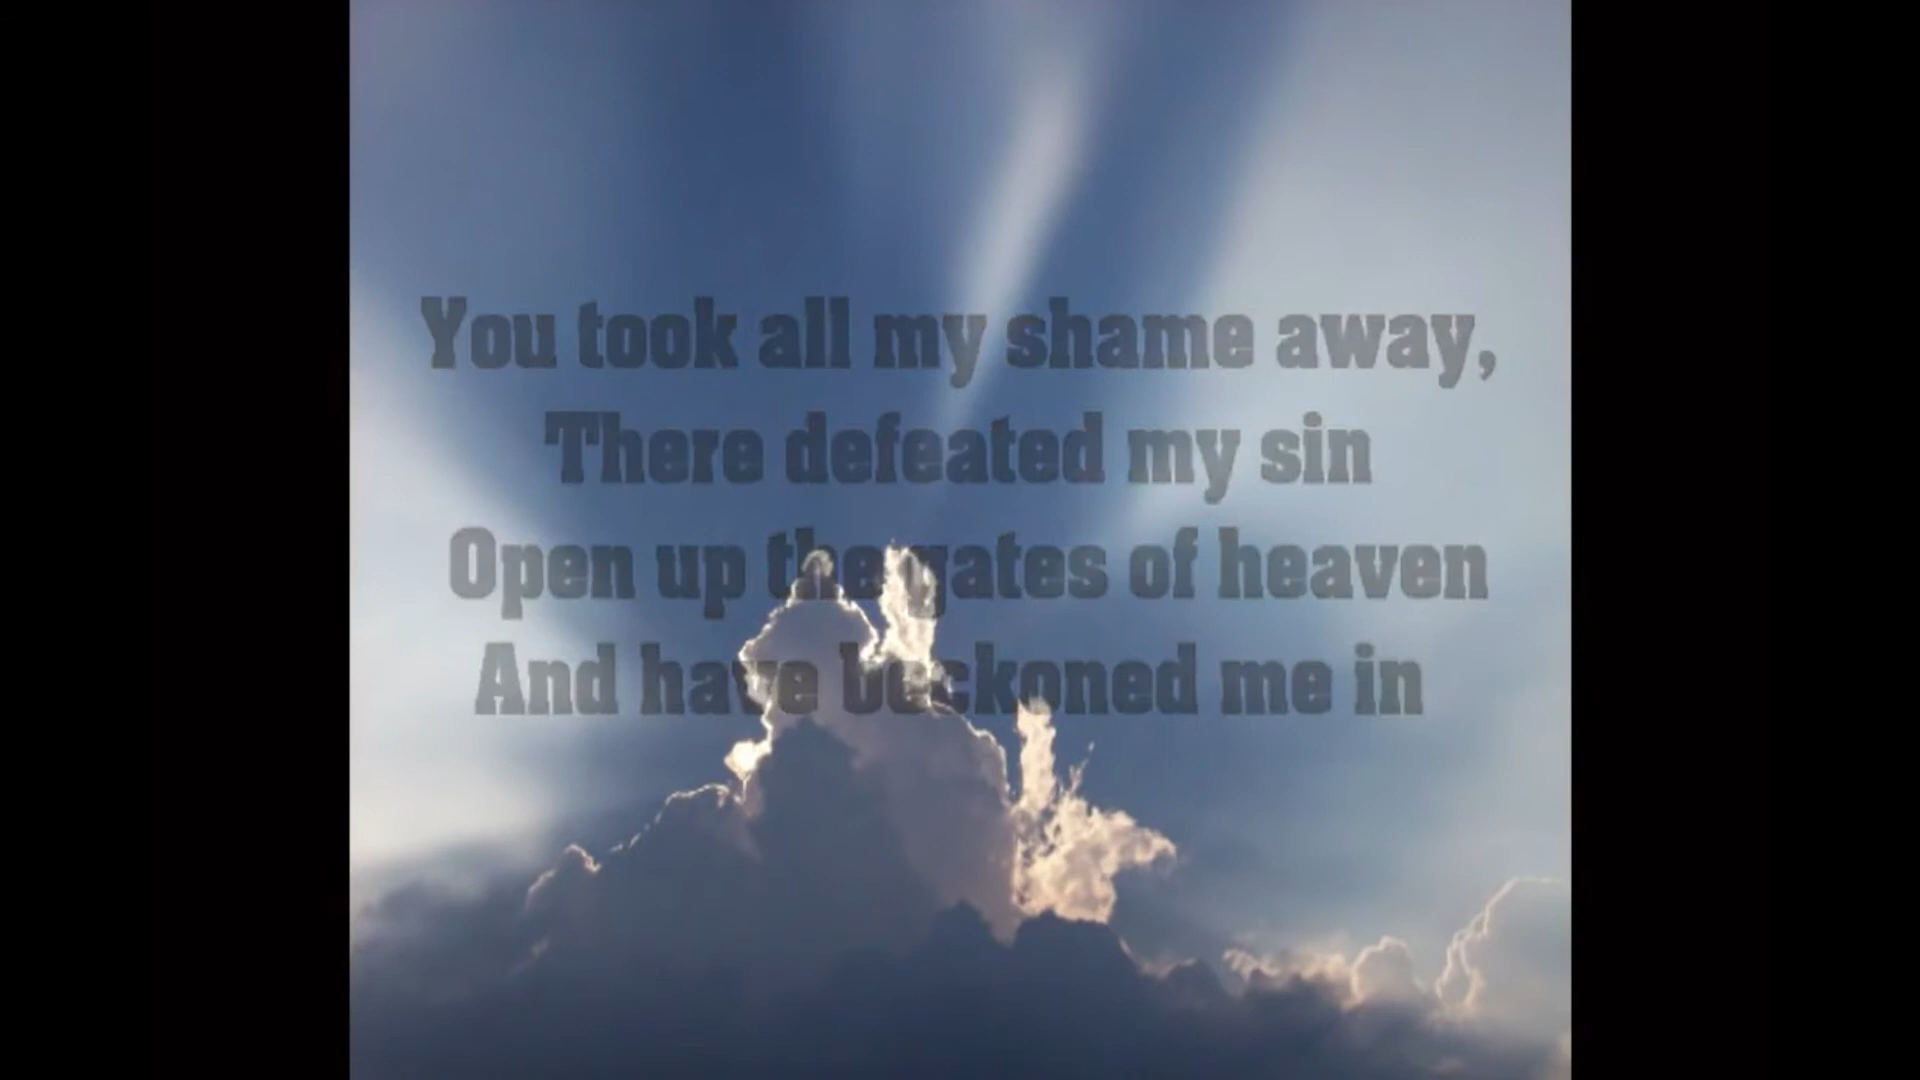 You took all my shame away,
There defeated my sin
Open up the gates of heaven
And have beckoned me in